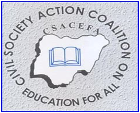 CIVIL SOCIETY ACTION COALITION ON
EDUCATION FOR ALL
CSACEFA